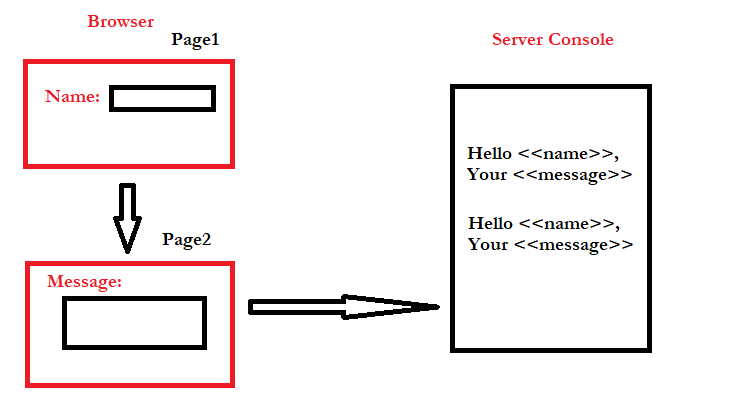 Browser
Page1
Name:
Page2
Message:
Server Console
Hello <<name>>,
Your <<message>>
Hello <<name>>,
Your <<message>>